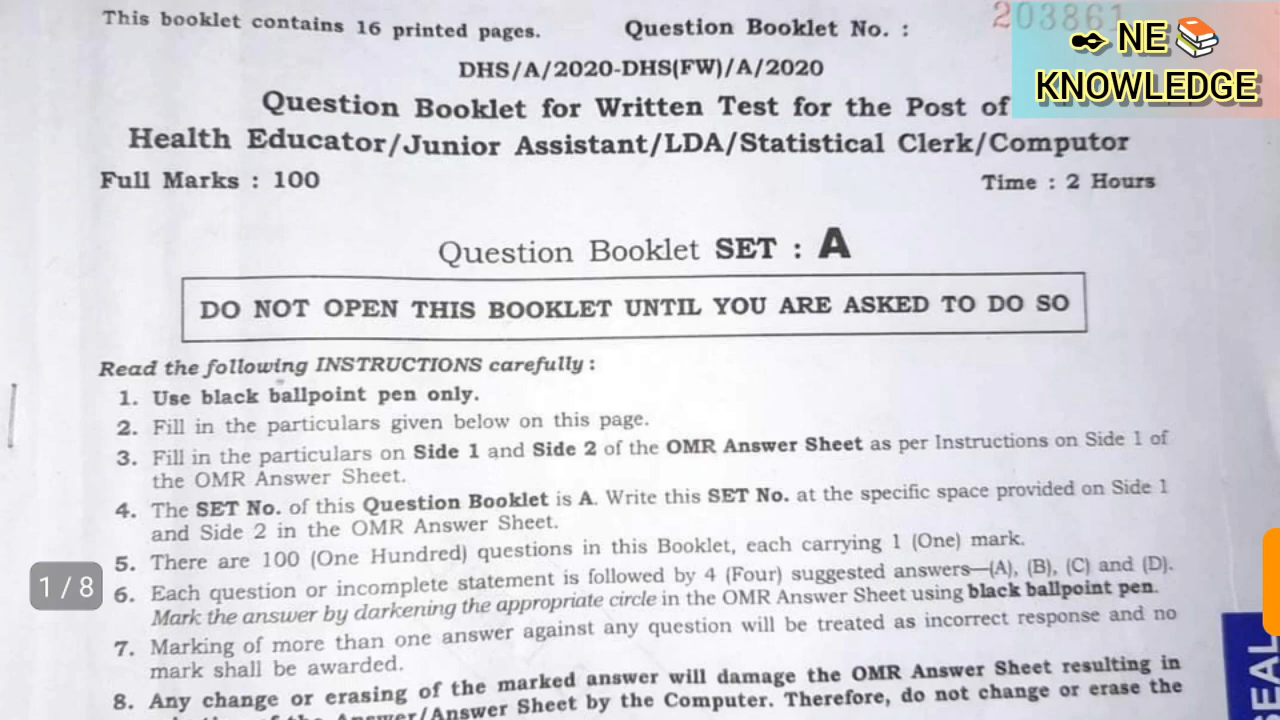 This booklet contains 16 printed pages.
Question Booklet No. :
203861
NE
KNOWLEDGE
DHS/A/2020-DHS(FW)/A/2020
Question Booklet for Written Test for the Post of
Health Educator/Junior Assistant/LDA/Statistical Clerk/Computor
Full Marks : 100
Time : 2 Hours
Question Booklet SET : A
DO NOT OPEN THIS BOOKLET UNTIL YOU ARE ASKED TO DO SO
Read the following INSTRUCTIONS carefully :
1. Use black ballpoint pen only.
2. Fill in the particulars given below on this page.
3. Fill in the particulars on Side 1 and Side 2 of the OMR Answer Sheet as per Instructions on Side 1 of
the OMR Answer Sheet.
4. The SET No. of this Question Booklet is A. Write this SET No. at the specific space provided on Side 1
and Side 2 in the OMR Answer Sheet.
5. There are 100 (One Hundred) questions in this Booklet, each carrying 1 (One) mark.
1 / 8
6. Each question or incomplete statement is followed by 4 (Four) suggested answers—(A), (B), (C) and (D).
Mark the answer by darkening the appropriate circle in the OMR Answer Sheet using black ballpoint pen.
7. Marking of more than one answer against any question will be treated as incorrect response and no
mark shall be awarded.
8. Any change or erasing of the marked answer will damage the OMR Answer Sheet resulting in
of the Answer/Answer Sheet by the Computer. Therefore, do not change or erase the
SEAL